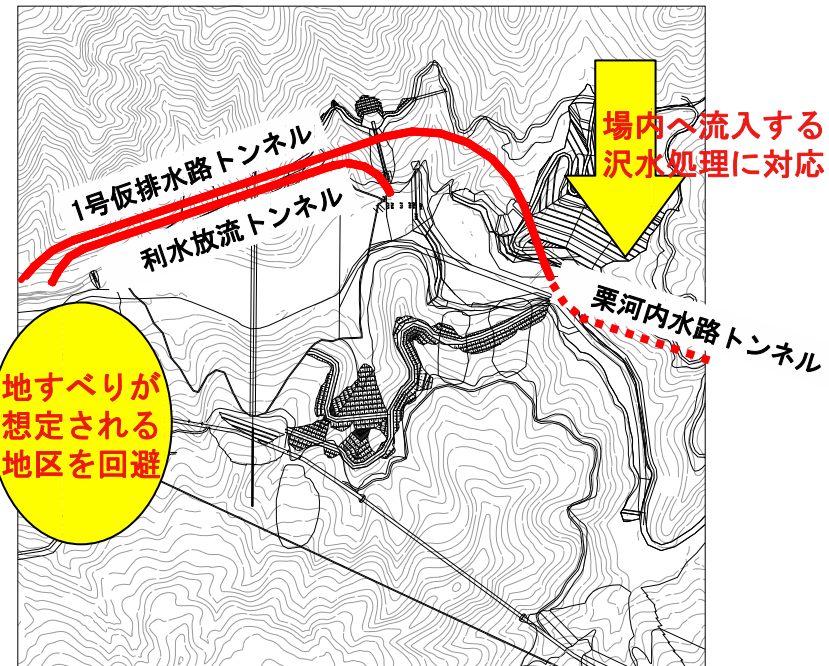 1号仮排水路トンネル
利水放流トンネル
場内へ流入する
沢水処理に対応
栗河内水路トンネル
地すべりが
想定される
地区を回避